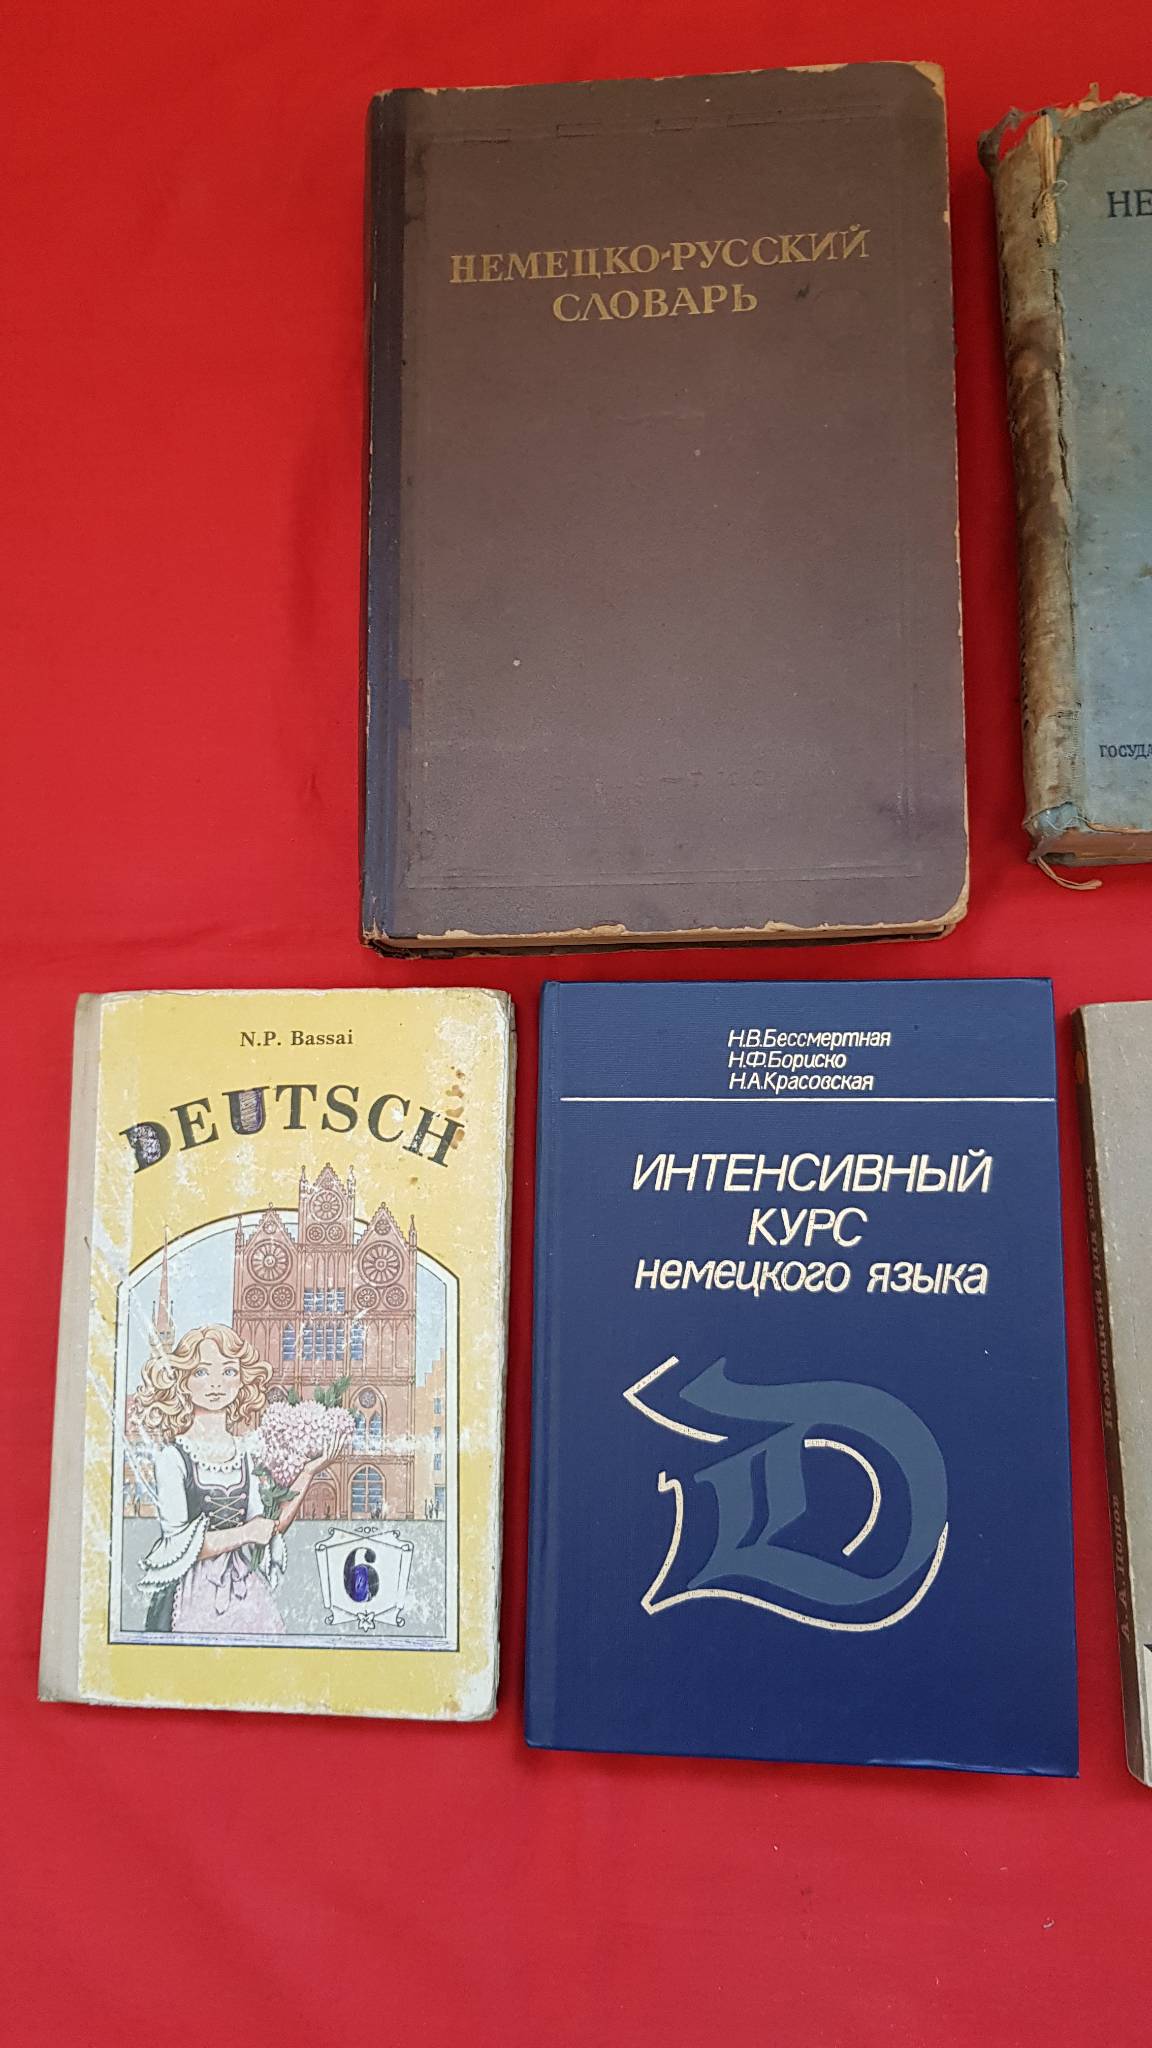 НЕМЕЦКО-РУССКИЙ
СЛОВАРЬ
N.P. Bassai
DEUTSCH
6
Н.В.Бессмертная
Н.Ф.Бориско
Н.А.Красовская
ИНТЕНСИВНЫЙ
КУРС
немецкого языка
D
НЕ
ГОСУДА
А.А.Попов немецкий для всех